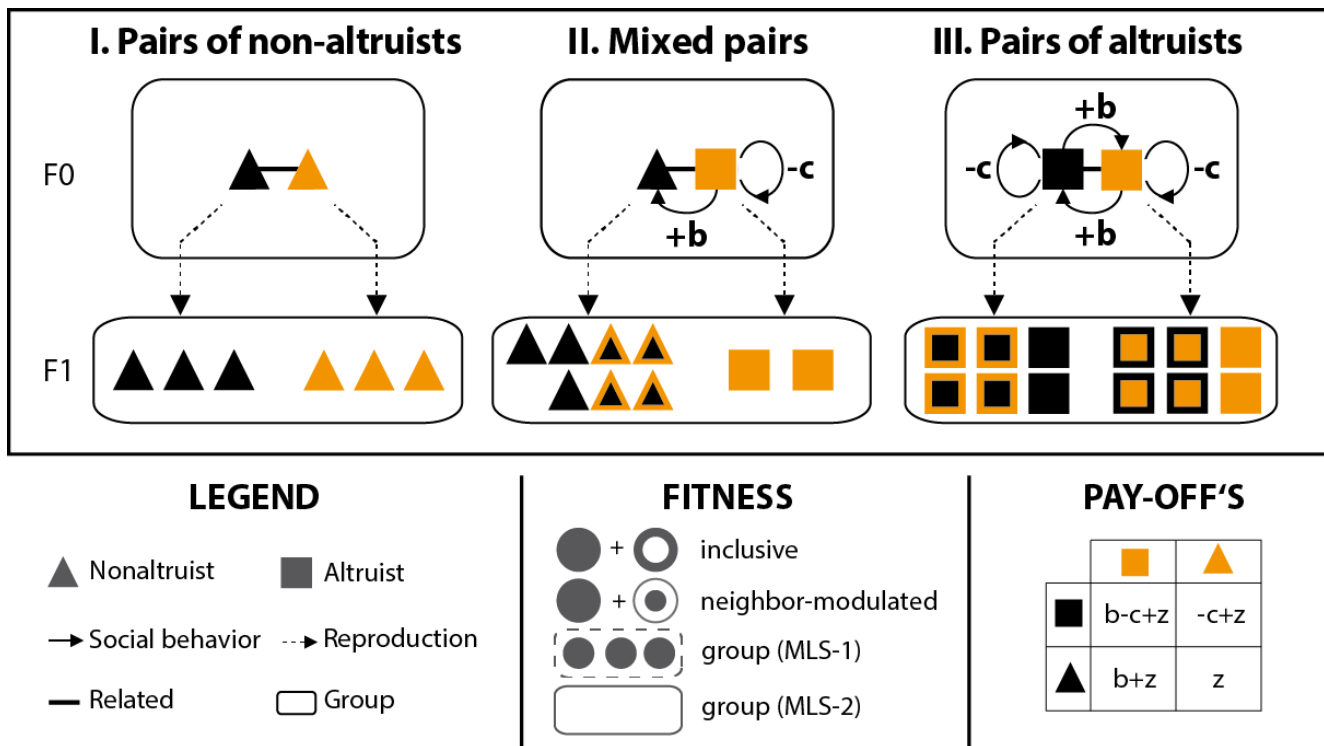 I. Pairs of non-altruists
II. Mixed pairs
III. Pairs of altruists
F0
-c
+b
+b
-c
-c
+b
F1
LEGEND
Nonaltruist
Altruist
Social behavior
Reproduction
Related
Group
FITNESS
+ inclusive
+ neighbor-modulated
group (MLS-1)
group (MLS-2)
PAY-OFF‘S
b-c+z -c+z
b+z z